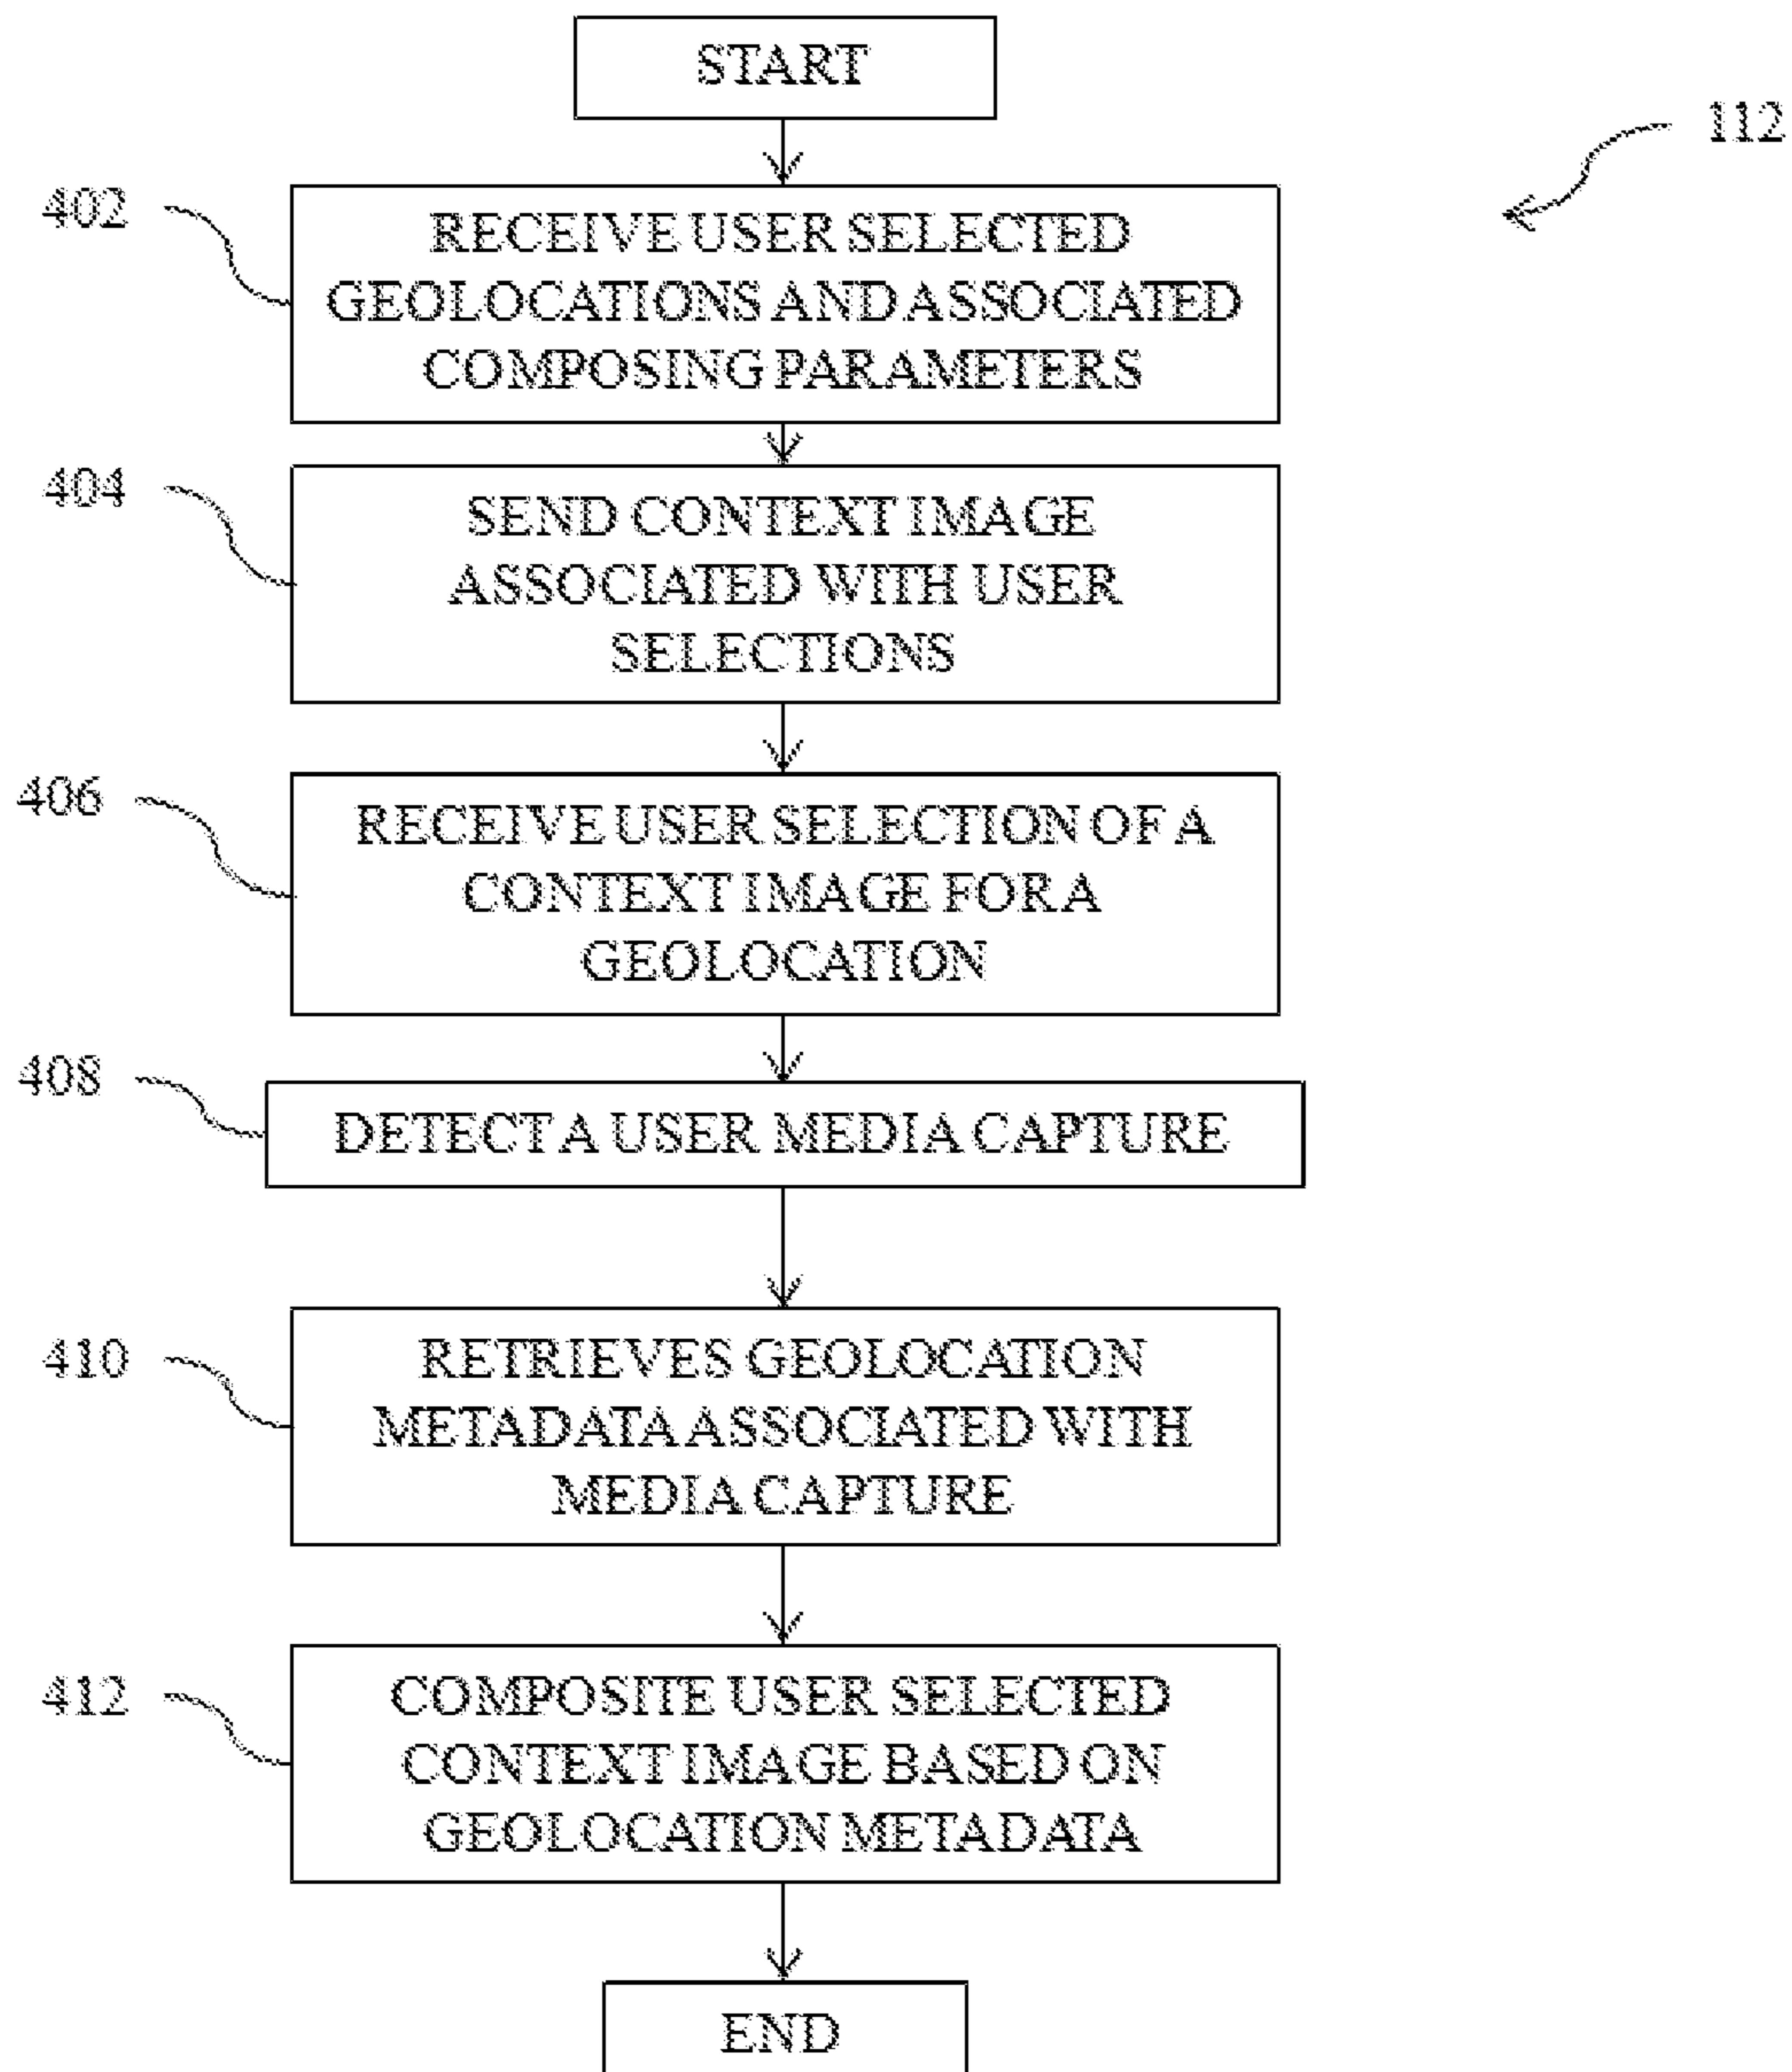 START
112
402
RECEIVE USER SELECTED
GEOLOCATIONS AND ASSOCIATED
COMPOSING PARAMETERS
404
SEND CONTEXT IMAGE
ASSOCIATED WITH USER
SELECTIONS
406
RECEIVE USER SELECTION OF A
CONTEXT IMAGE FOR A
GEOLOCATION
408
DETECT A USER MEDIA CAPTURE
410
RETRIEVES GEOLOCATION
METADATA ASSOCIATED WITH
MEDIA CAPTURE
412
COMPOSITE USER SELECTED
CONTEXT IMAGE BASED ON
GEOLOCATION METADATA
END